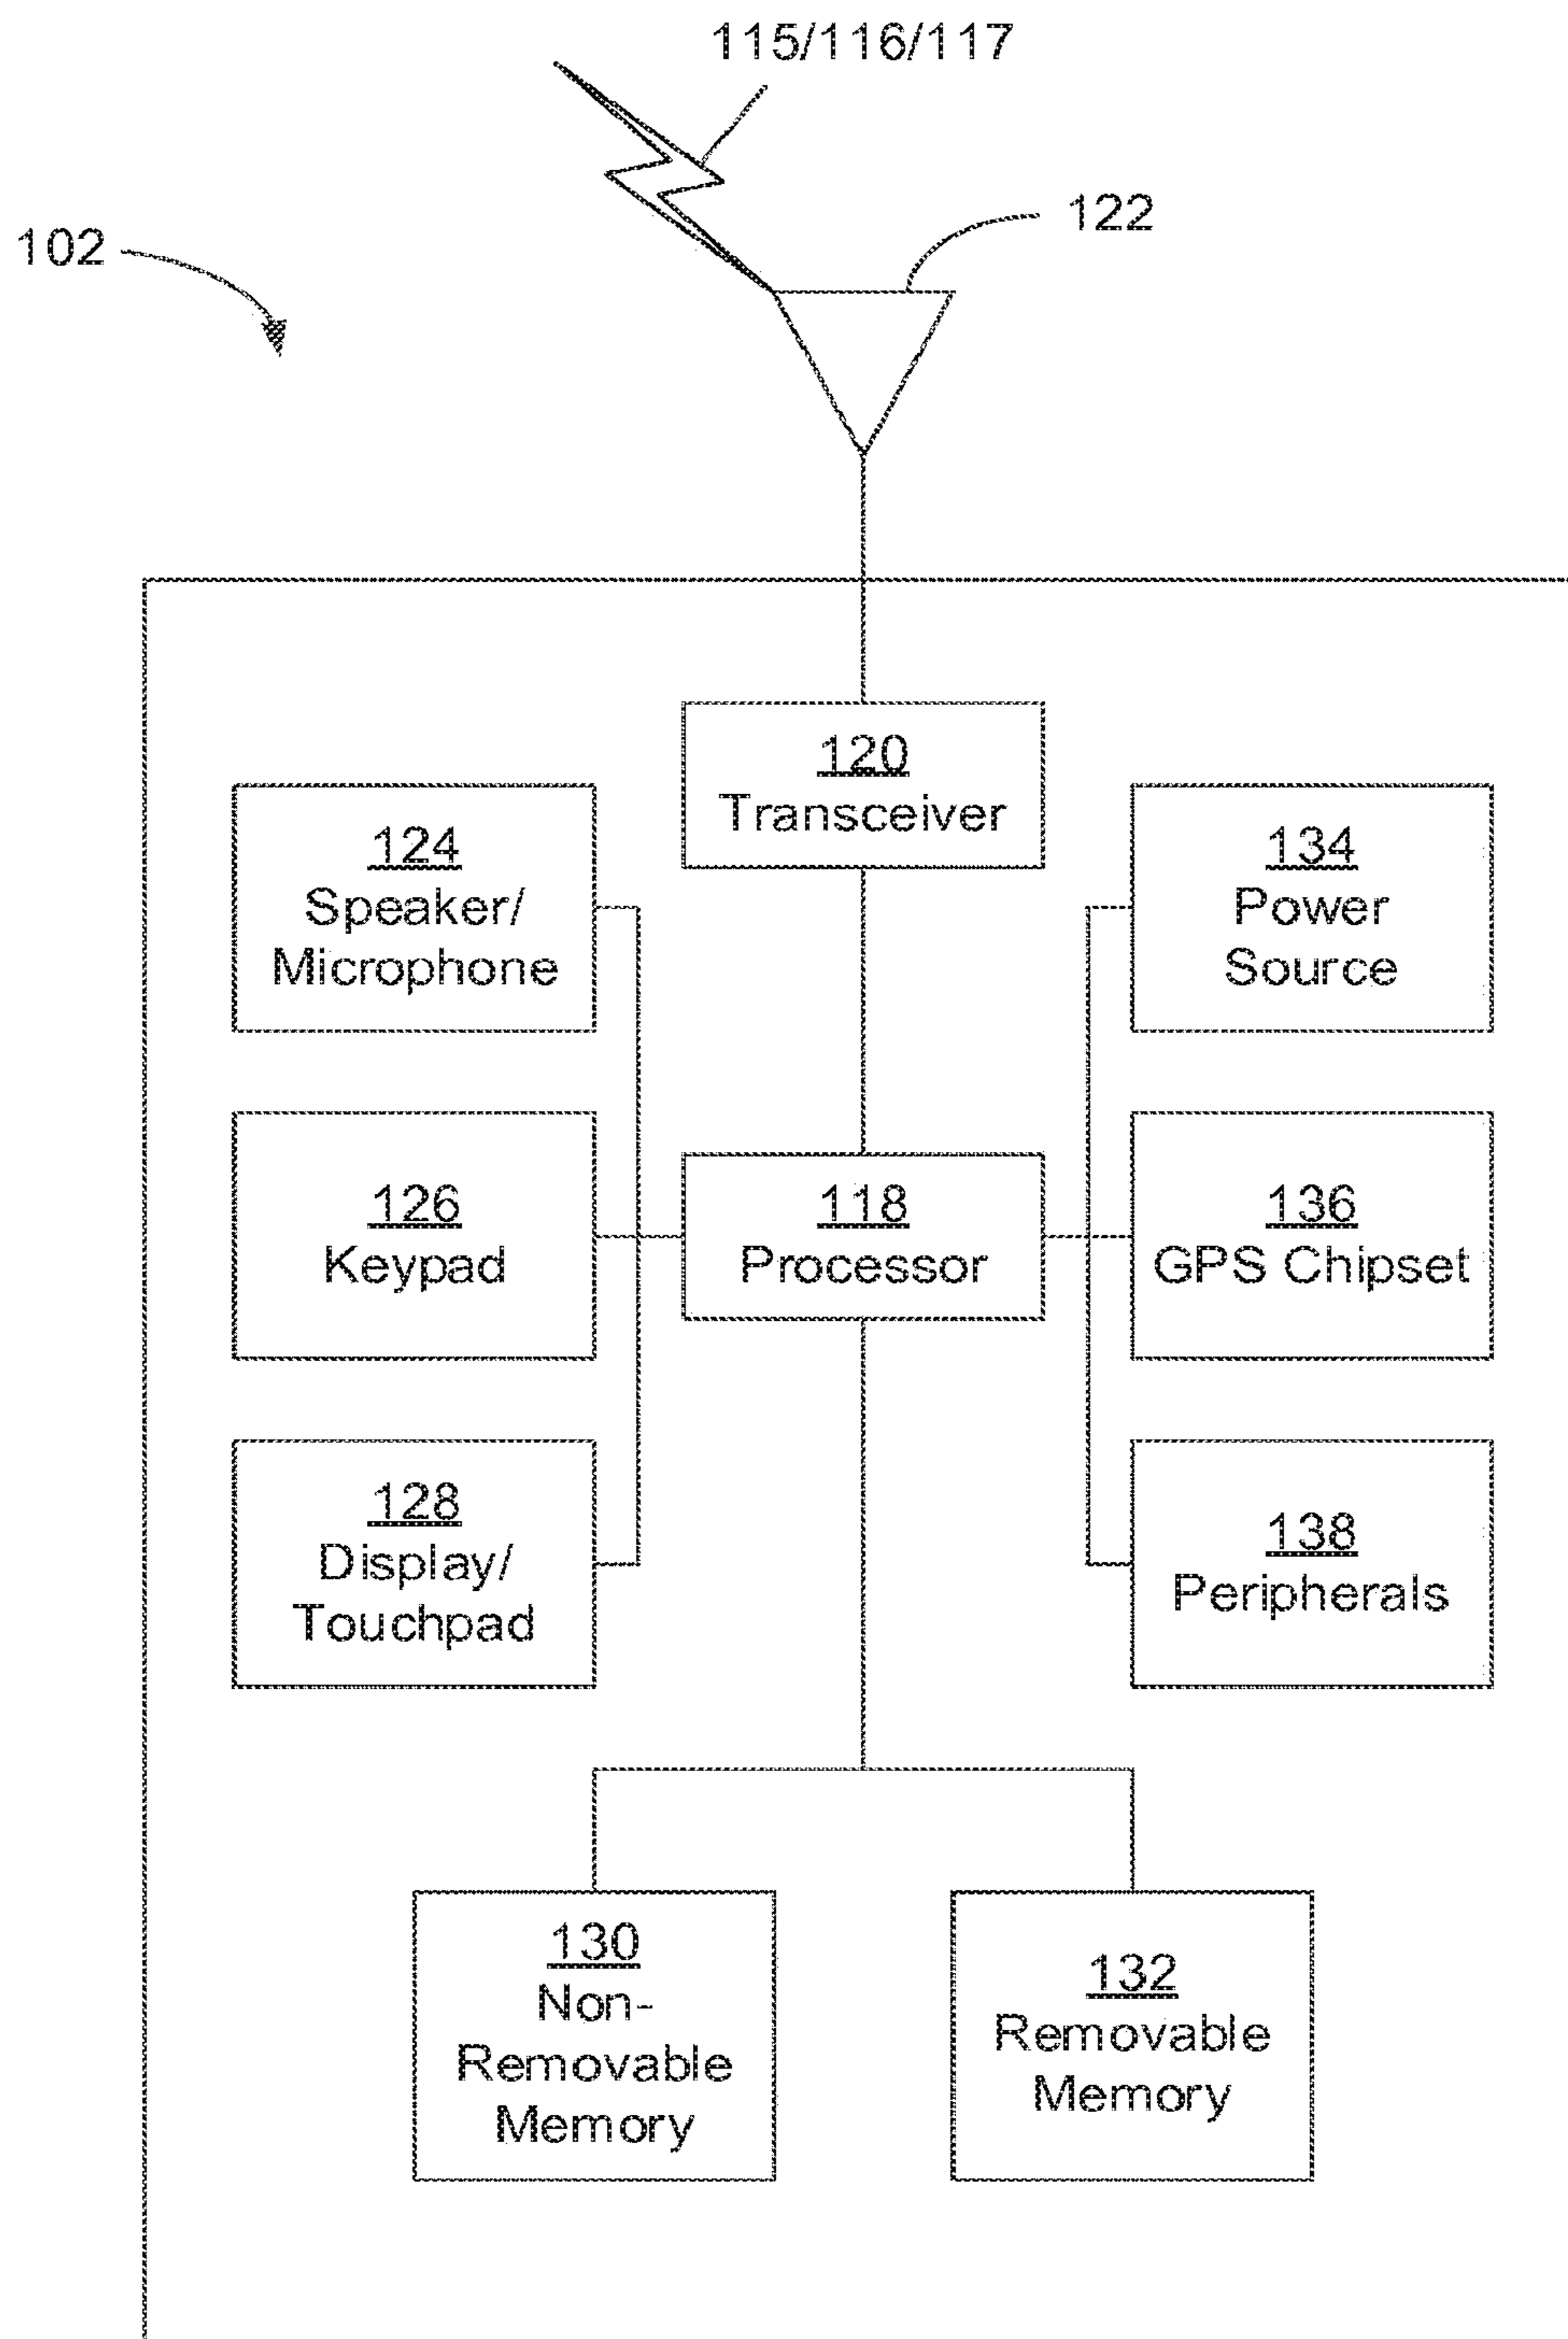 115/116/117
122
102
120
Transceiver
124
Speaker/
Microphone
134
Power
Source
126
Keypad
118
Processor
136
GPS Chipset
128
Display/
Touchpad
138
Peripherals
130
Non-
Removable
Memory
132
Removable
Memory